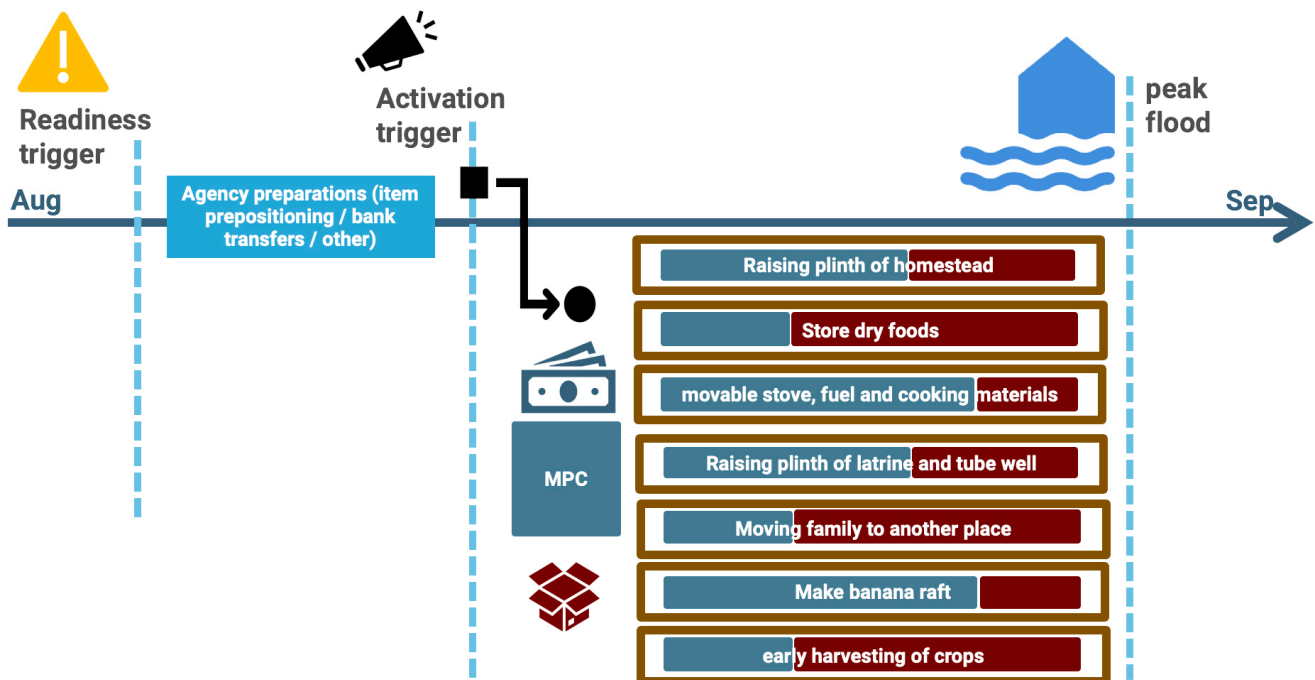 Readiness
trigger
Activation
trigger
peak
flood
Aug
Agency preparations (item
prepositioning / bank
transfers / other)
Sep
Raising plinth of homestead
Store dry foods
movable stove, fuel and cooking materials
MPC
Raising plinth of latrine and tube well
Moving family to another place
Make banana raft
early harvesting of crops